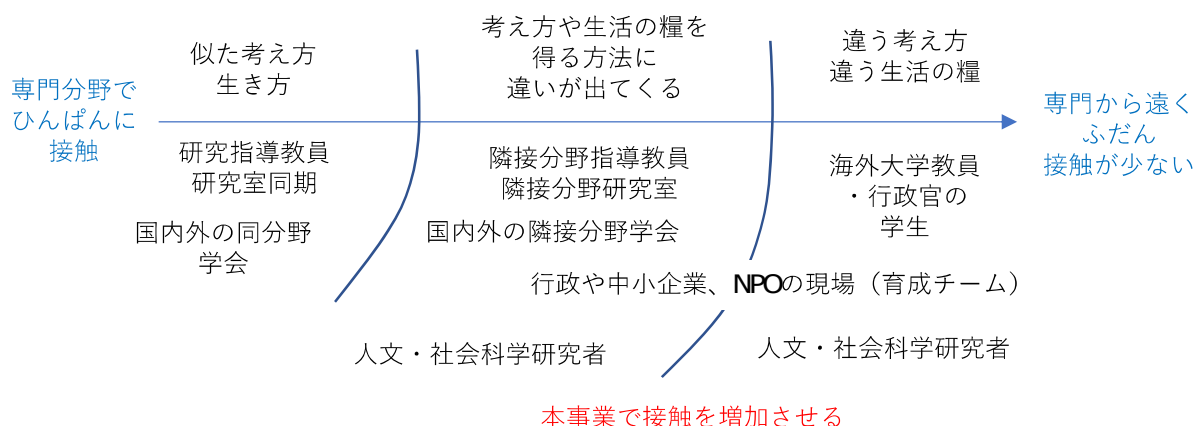 専門分野で
ひんぱんに
接触
似た考え方
生き方
考え方や生活の糧を
得る方法に
違いが出てくる
違う考え方
違う生活の糧
専門から遠く
ふだん
接触が少ない
研究指導教員
研究室同期
隣接分野指導教員
隣接分野研究室
海外大学教員
・行政官の
学生
国内外の同分野
学会
国内外の隣接分野学会
行政や中小企業、NPOの現場（育成チーム）
人文・社会科学研究者
人文・社会科学研究者
本事業で接触を増加させる